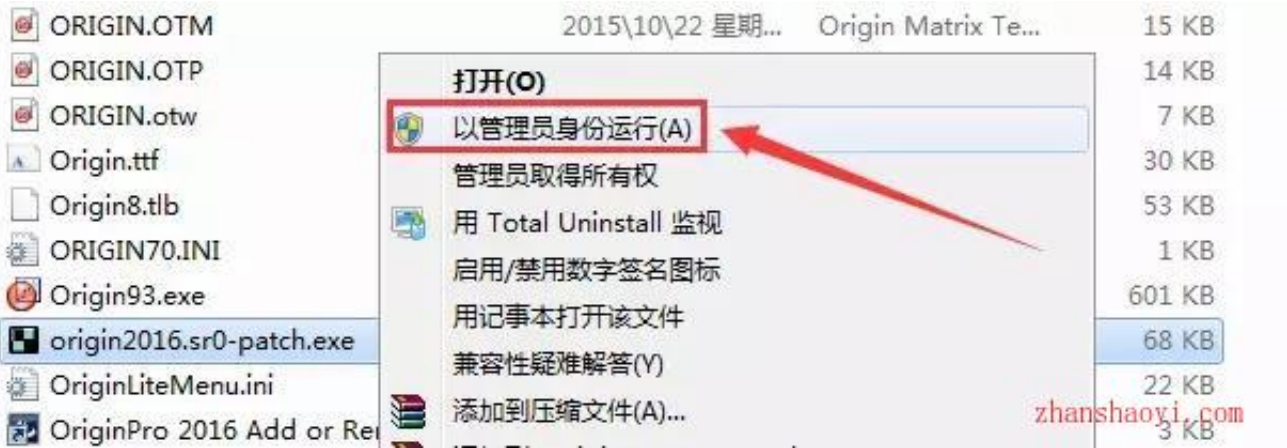 ORIGIN.OTM 2015\10\22 星期... Origin Matrix Te... 15 KB
ORIGIN.OTP 14 KB
打开(O)
ORIGIN.otw 7 KB
以管理员身份运行(A)
Origin.ttf 30 KB
管理员取得所有权
Origin8.tlb 53 KB
用 Total Uninstall 监视
ORIGIN70.INI 1 KB
启用/禁用数字签名图标
Origin93.exe 601 KB
用记事本打开该文件
origin2016.sr0-patch.exe 68 KB
兼容性疑难解答(Y)
OriginLiteMenu.ini 22 KB
添加到压缩文件(A)...
zhanshaoyi.com
OriginPro 2016 Add or 3 KB